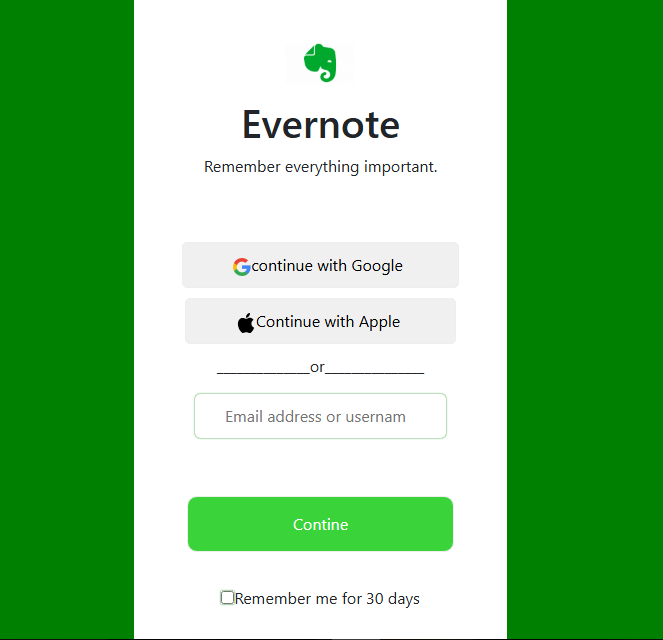 Evernote
Remember everything important.
continue with Google
Continue with Apple
______________or_______________
Email address or usernam
Contine
Remember me for 30 days